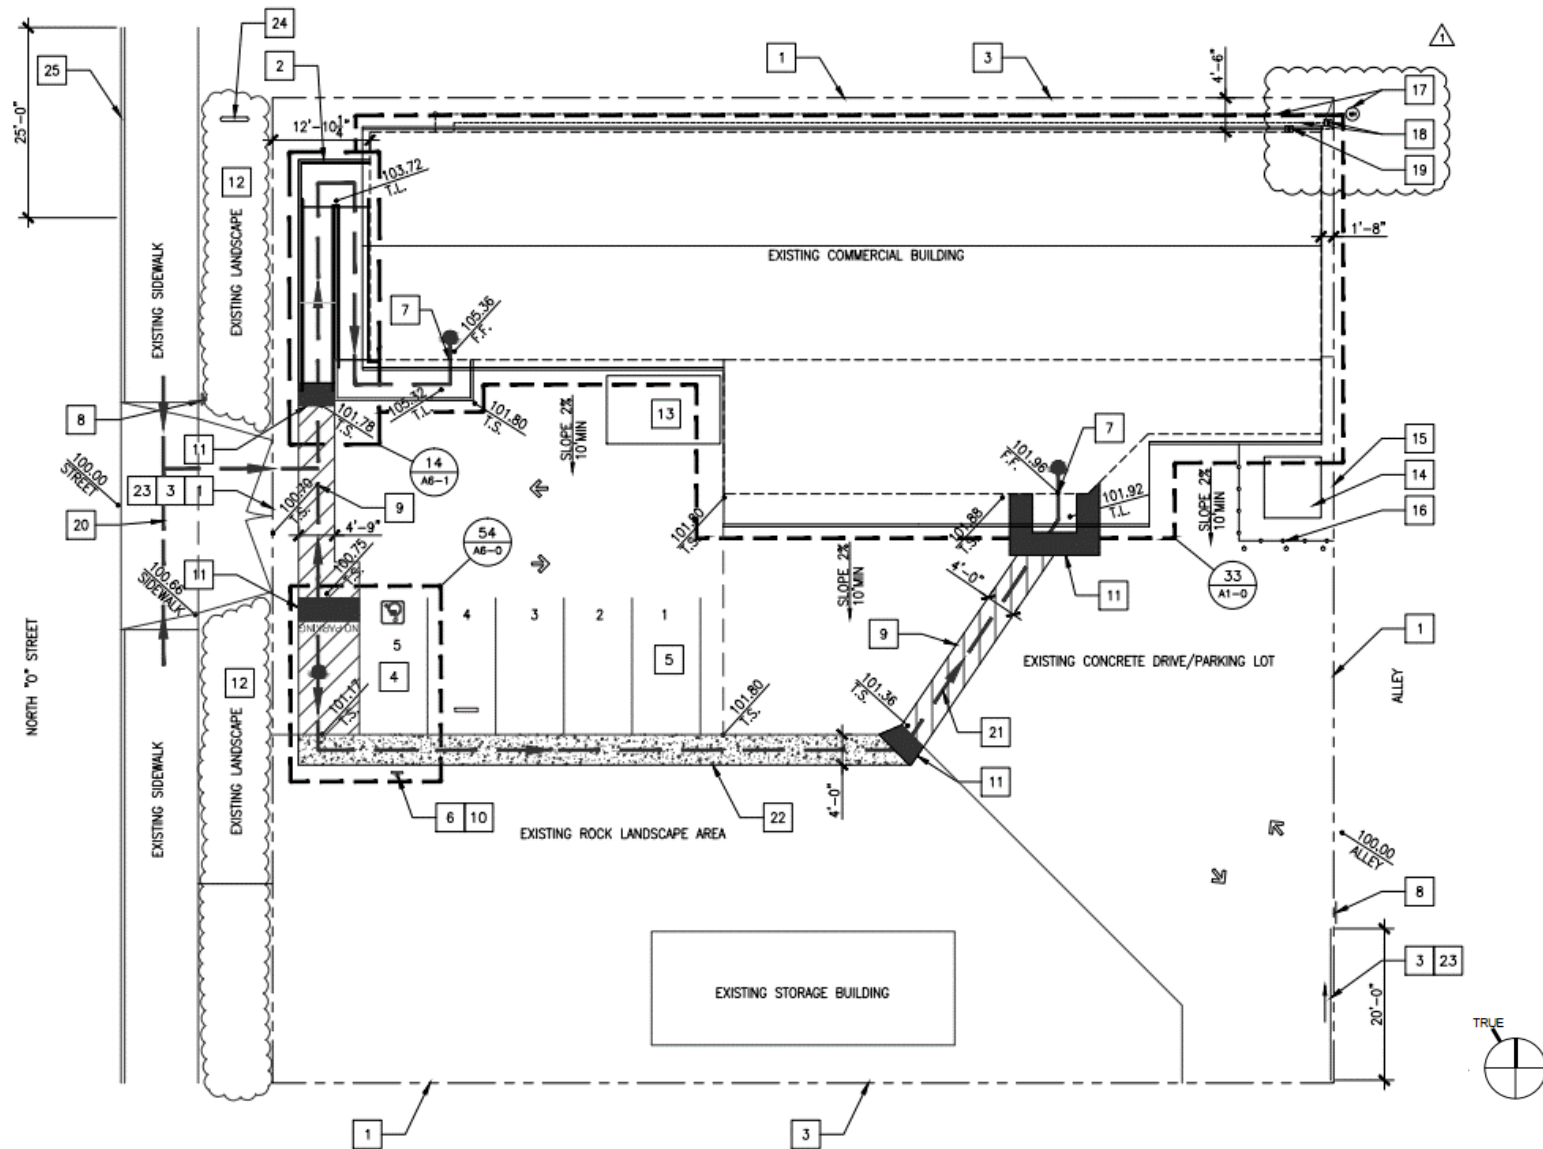 24
1
2
1
3
25
17
4'-6"
25'-0"
12'-10 1/4"
18
19
103.72
T.L.
12
EXISTING LANDSCAPE
EXISTING SIDEWALK
1'-8"
EXISTING COMMERCIAL BUILDING
7
105.36
F.F.
105.32
T.L.
101.80
T.S.
101.78
T.S.
13
SLOPE 2%
10'MIN
8
11
14
A6-1
7
101.96
F.F.
101.92
T.L.
15
14
16
SLOPE 2%
10'MIN
100.00
STREET
23 3 1
20
100.70
T.S.
9
4'-9"
54
A6-0
101.80
T.S.
101.88
T.S.
100.75
T.S.
11
100.66
SIDEWALK
NO PARKING
SLOPE 2%
10'MIN
4'-0"
33
A1-0
11
5
4
3
2
1
4
5
9
1
EXISTING CONCRETE DRIVE/PARKING LOT
NORTH "O" STREET
12
EXISTING LANDSCAPE
EXISTING SIDEWALK
101.17
T.S.
101.80
T.S.
101.36
T.S.
21
ALLEY
11
4'-0"
6 10
22
EXISTING ROCK LANDSCAPE AREA
100.00
ALLEY
8
3 23
20'-0"
EXISTING STORAGE BUILDING
TRUE
1
3